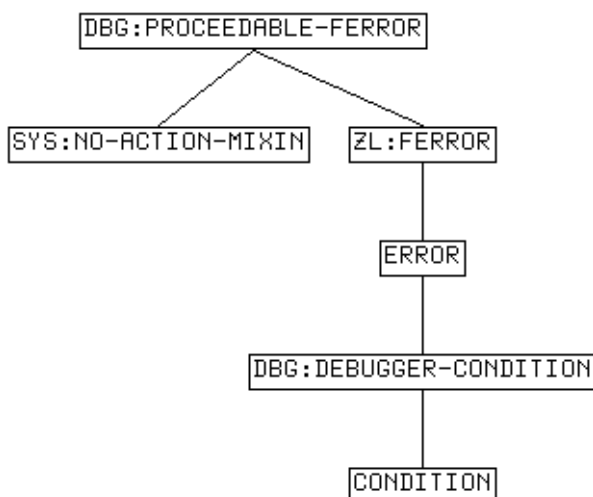 DBG:PROCEEDABLE-FERROR
SYS:NO-ACTION-MIXIN
ZL:FERROR
ERROR
DBG:DEBUGGER-CONDITION
CONDITION